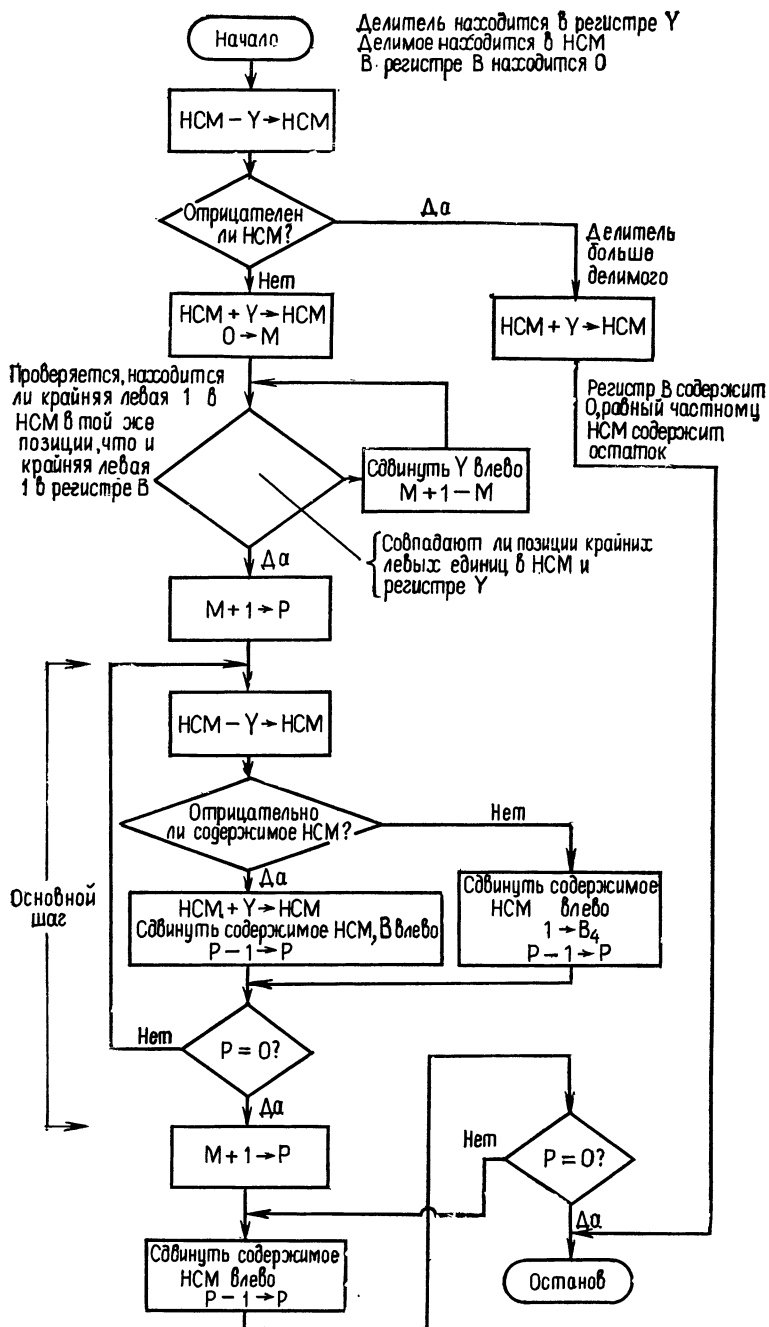 Начало
Делитель находится в регистре Y
Делимое находится в НСМ
В регистре В находится 0
НСМ – Y → НСМ
Отрицателен
ли НСМ?
Да
Делитель
больше
делимого
Нет
НСМ + Y → НСМ
0 → М
НСМ + Y → НСМ
Проверяется, находится
ли крайняя левая 1 в
НСМ в той же
позиции, что и
крайняя левая
1 в регистре В
Регистр В содержит
0, равный частному
НСМ содержит
остаток
Сдвинуть Y влево
М + 1 – М
Совпадают ли позиции крайних
левых единиц в НСМ и
регистре Y
Да
М + 1 → Р
НСМ – Y → НСМ
Отрицательно
ли содержимое НСМ?
Нет
Да
Основной
шаг
НСМ + Y → НСМ
Сдвинуть содержимое НСМ, В влево
Р – 1 → Р
Сдвинуть содержимое
НСМ влево
1 → В₄
Р – 1 → Р
Нет
Р = 0?
Да
М + 1 → Р
Нет
Р = 0?
Да
Сдвинуть содержимое
НСМ влево
Р – 1 → Р
Останов